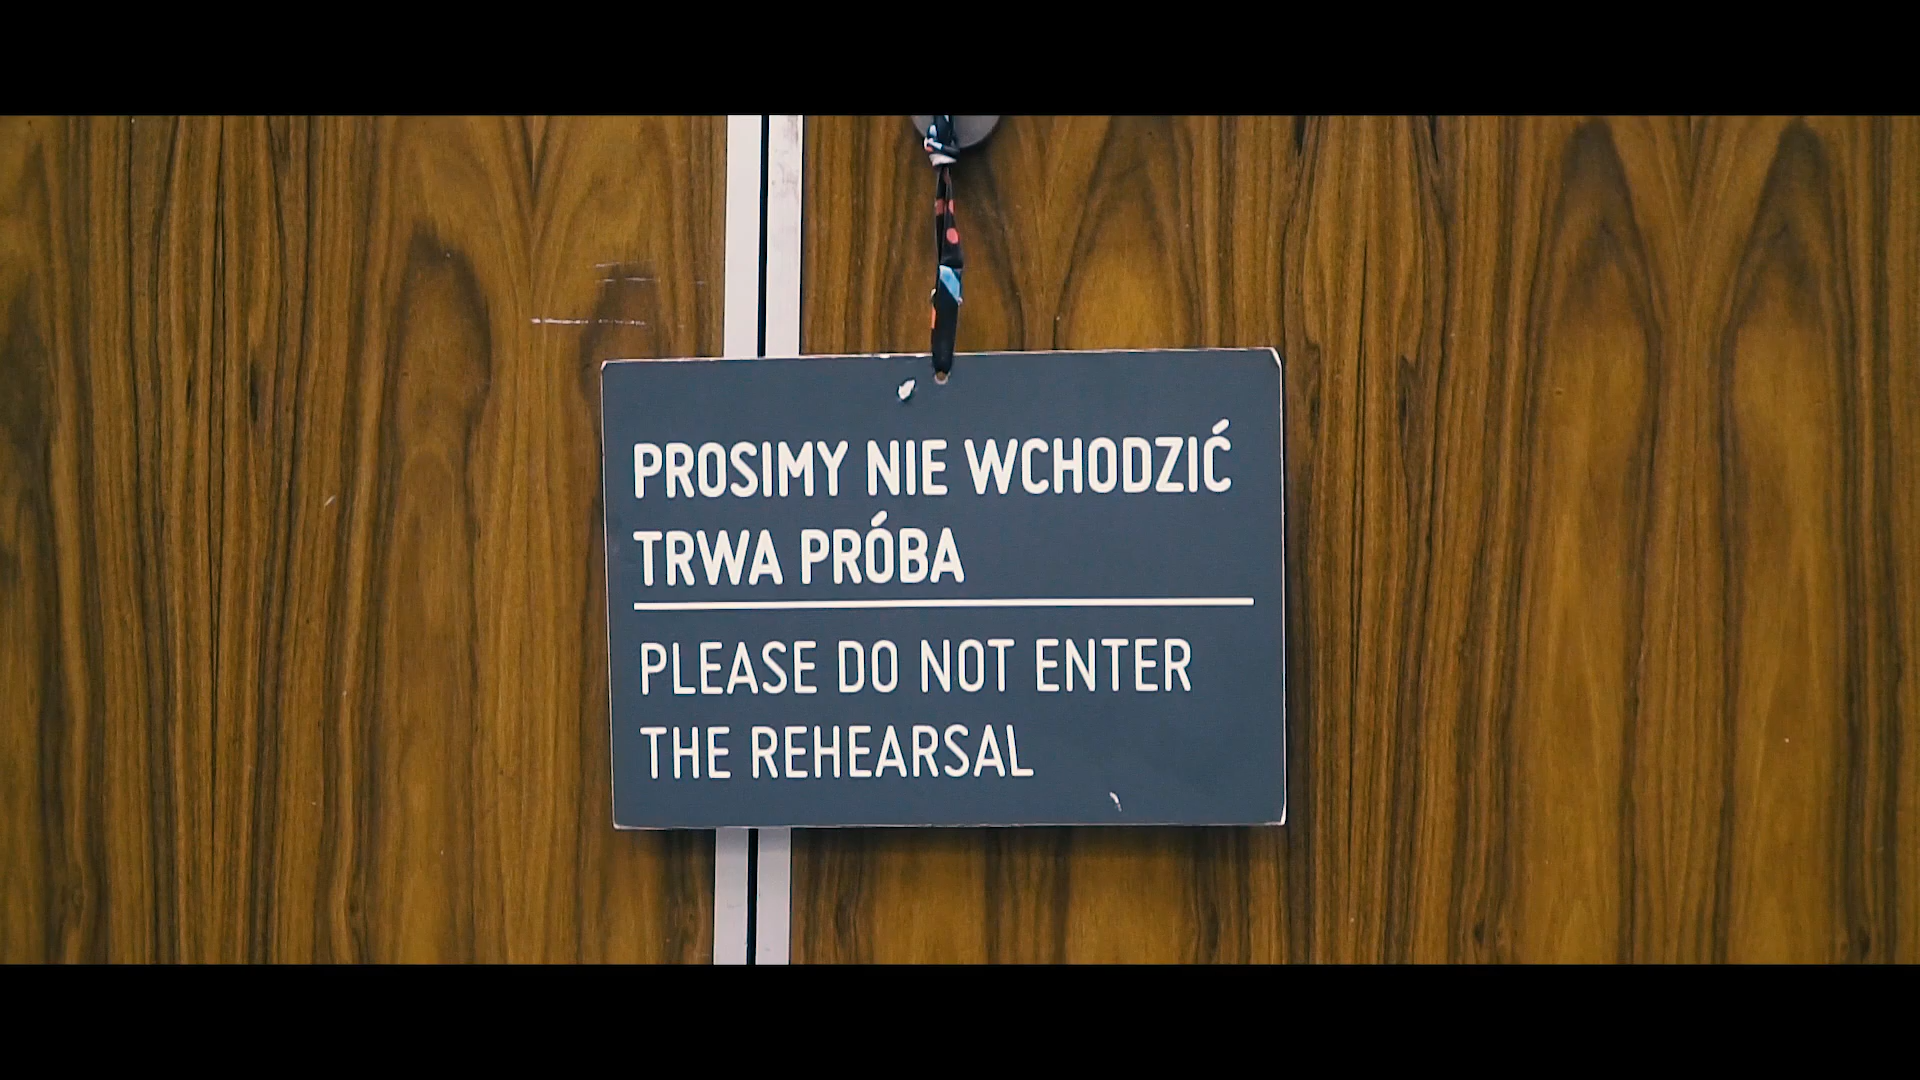 PROSIMY NIE WCHODZIĆ
TRWA PRÓBA
PLEASE DO NOT ENTER
THE REHEARSAL